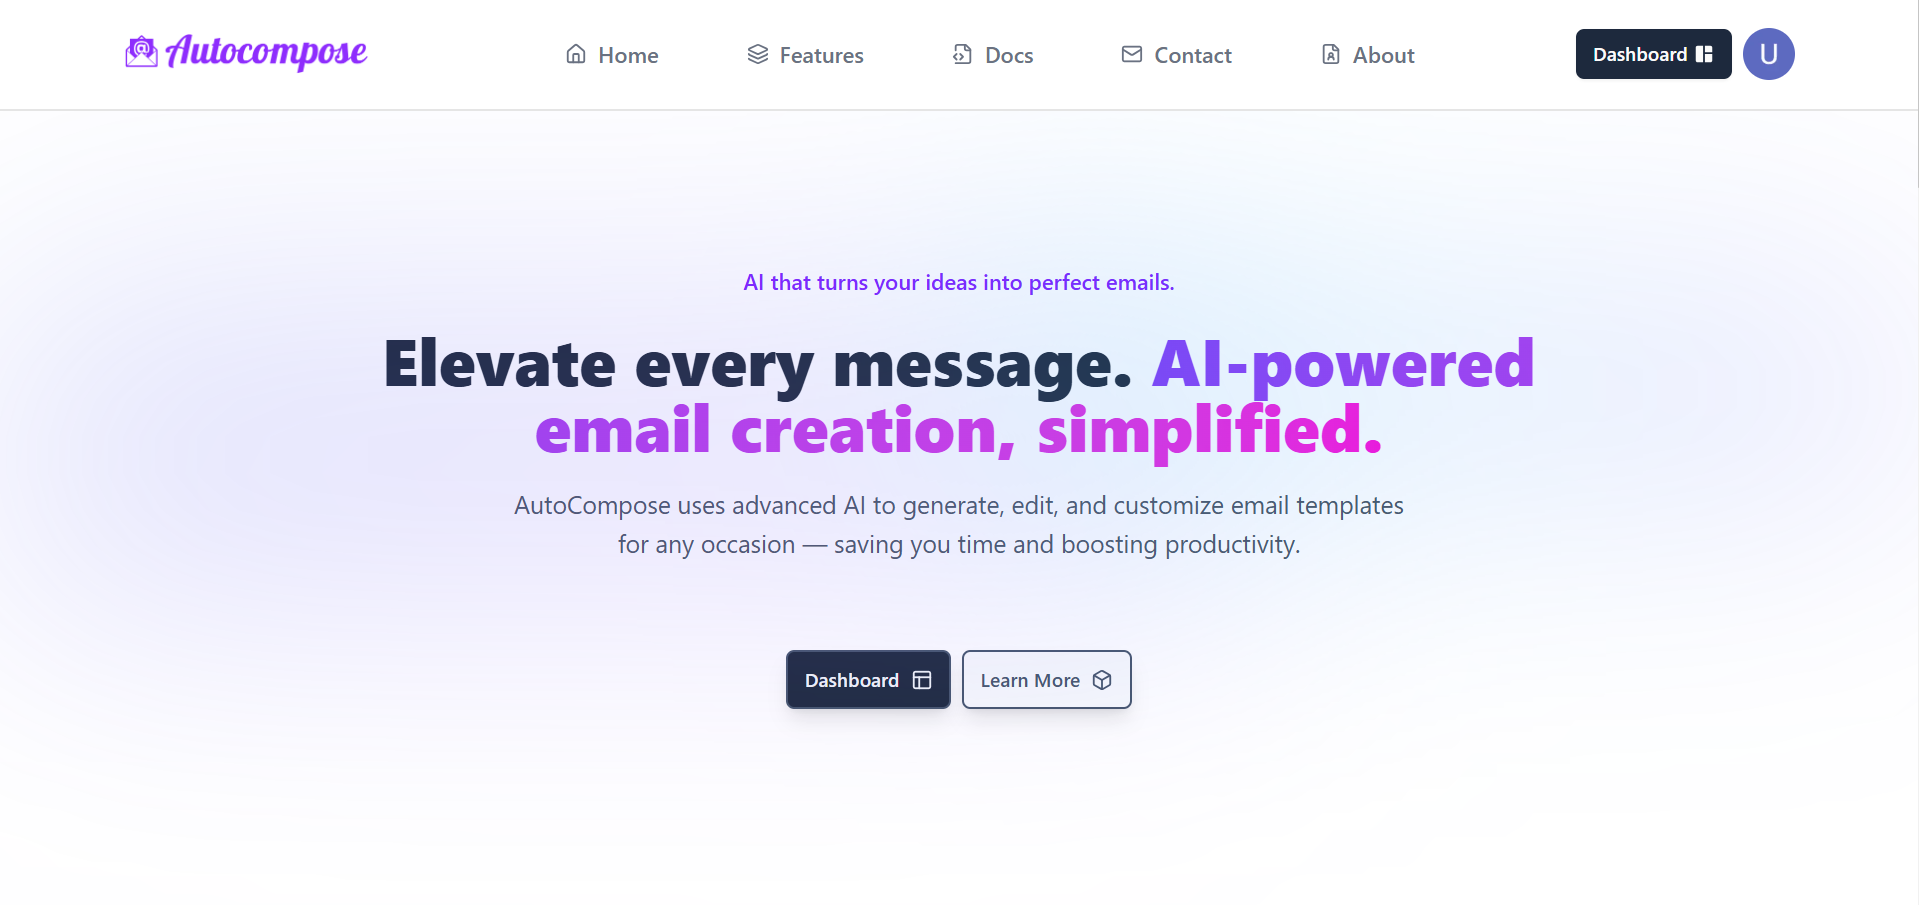 Autocompose
Home
Features
Docs
Contact
About
Dashboard
U
AI that turns your ideas into perfect emails.
Elevate every message. AI-powered
email creation, simplified.
AutoCompose uses advanced AI to generate, edit, and customize email templates
for any occasion — saving you time and boosting productivity.
Dashboard
Learn More